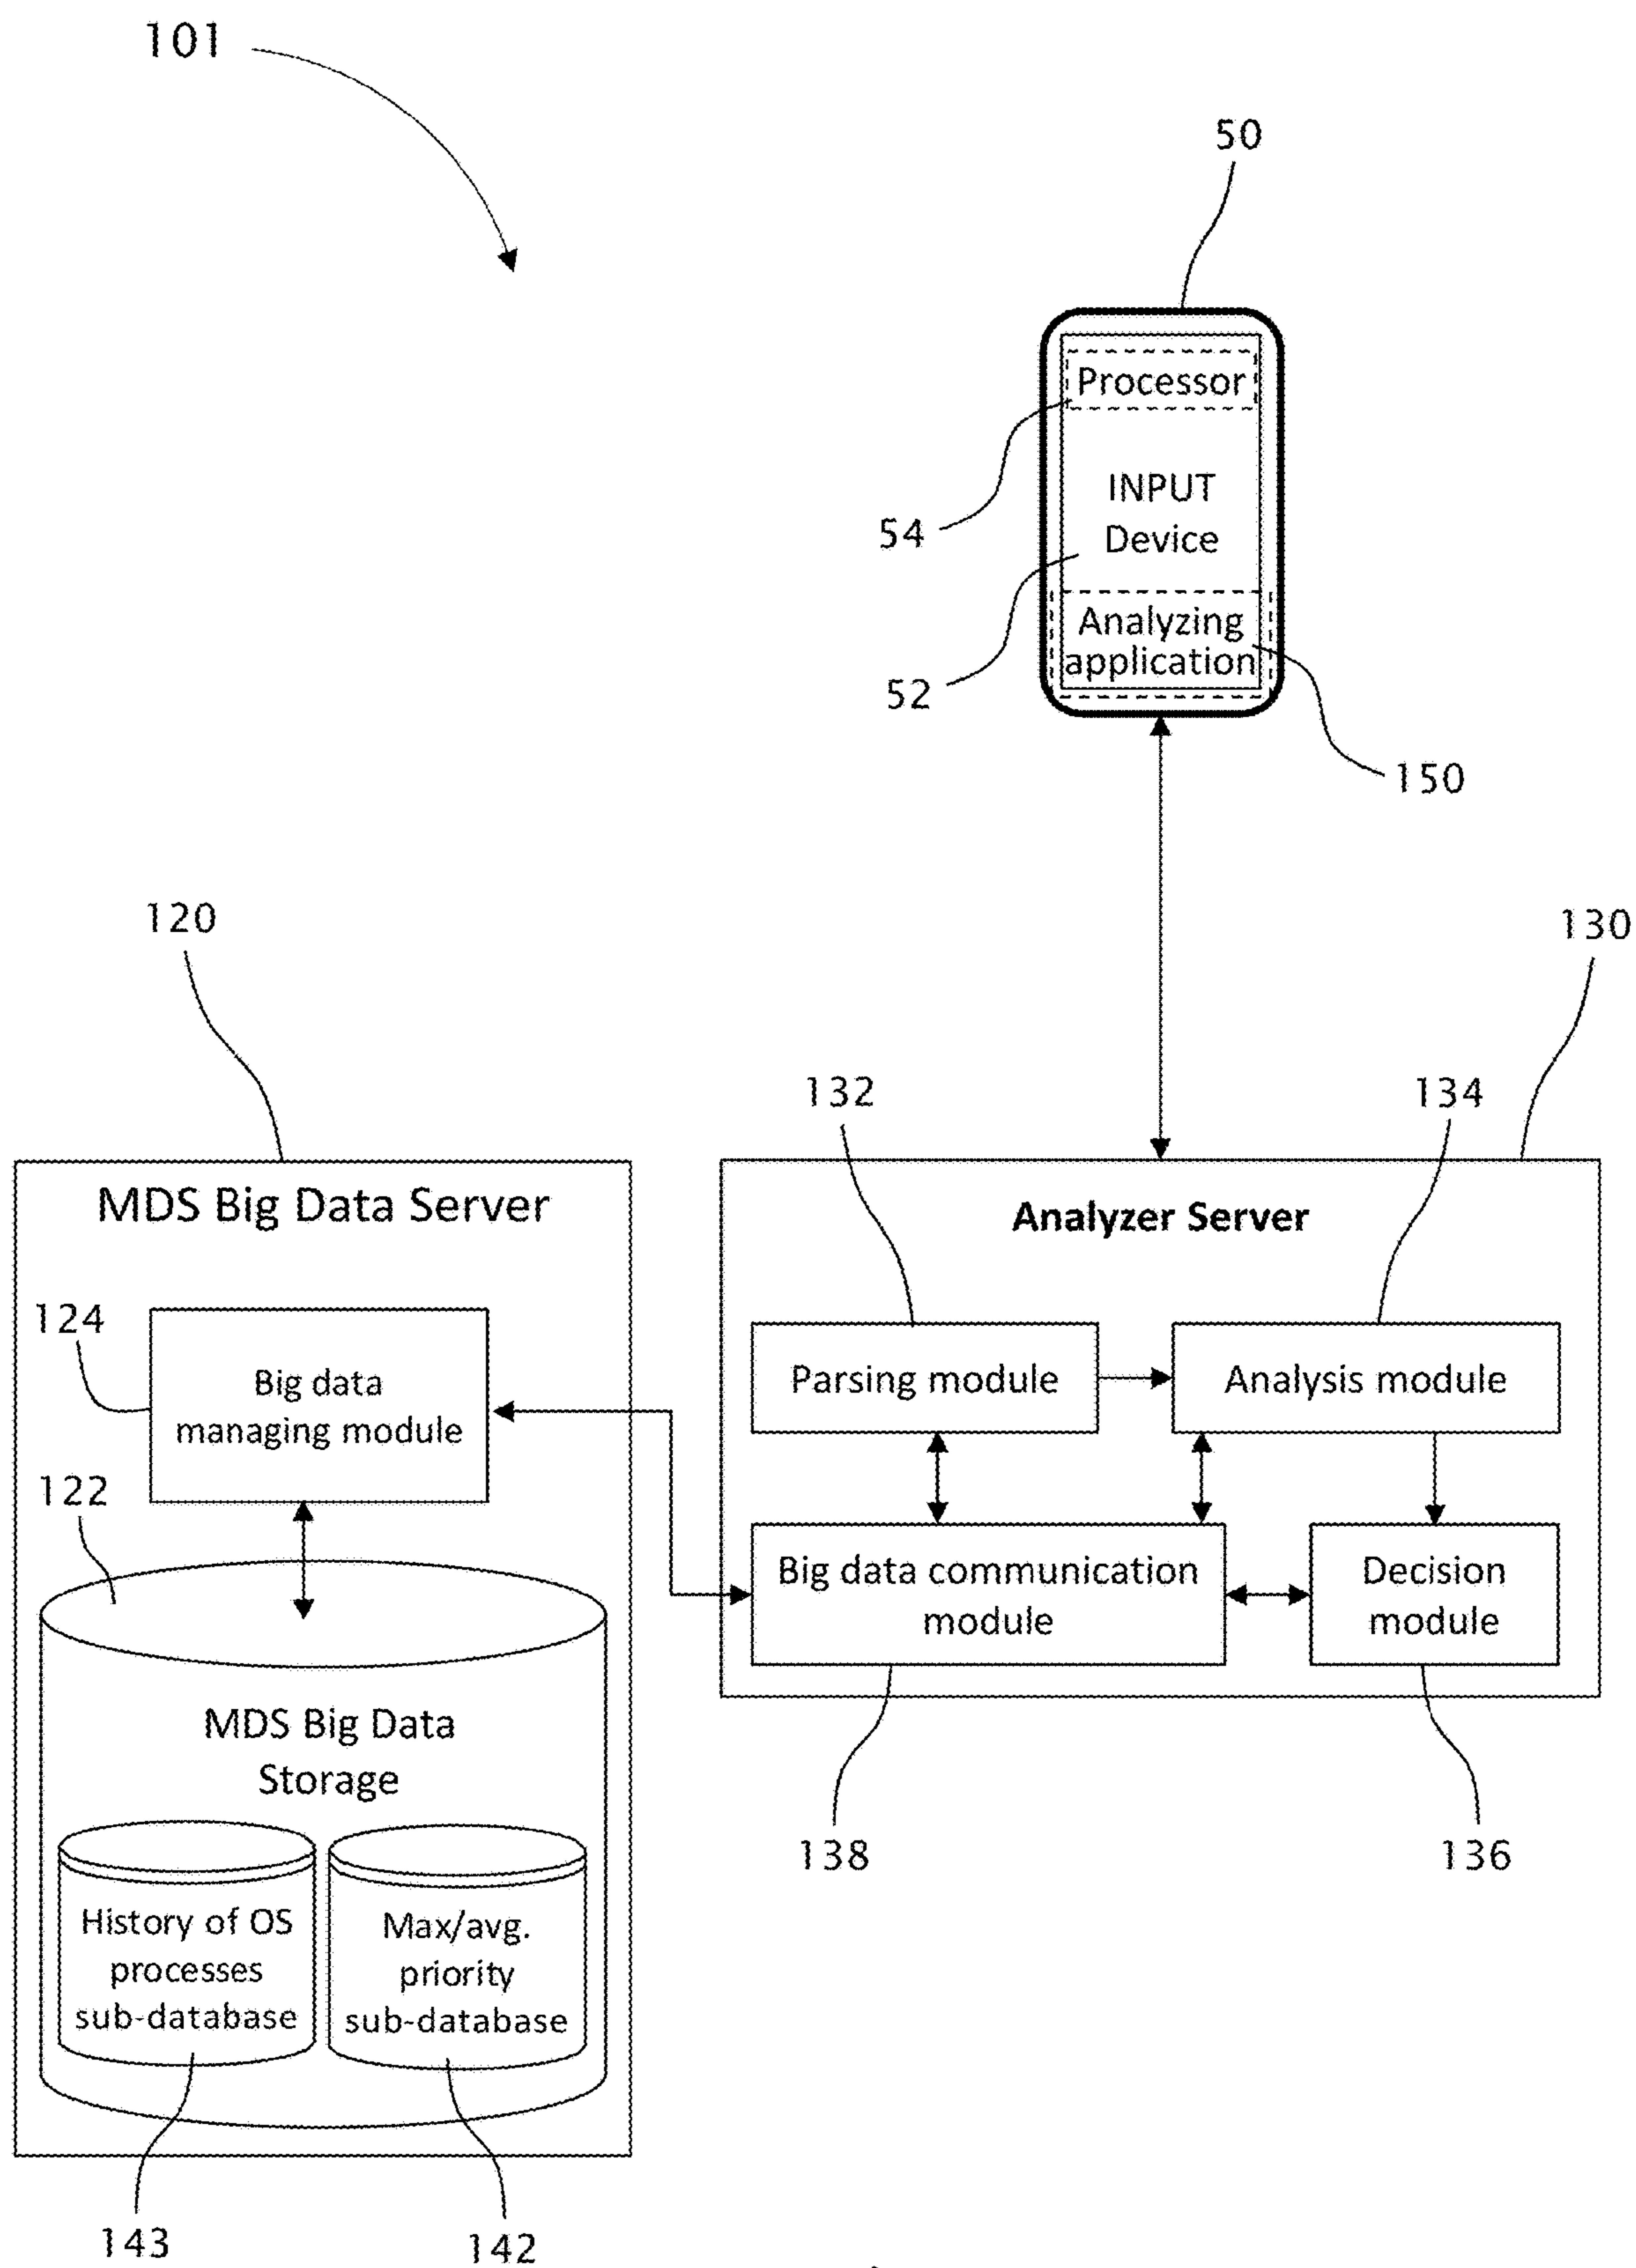 101
50
Processor
INPUT
Device
54
Analyzing
application
52
150
120
130
132
134
MDS Big Data Server
Analyzer Server
124
Big data
managing module
Parsing module
Analysis module
122
Big data communication
module
Decision
module
MDS Big Data
Storage
138
136
History of OS
processes
sub-database
Max/avg.
priority
sub-database
143
142